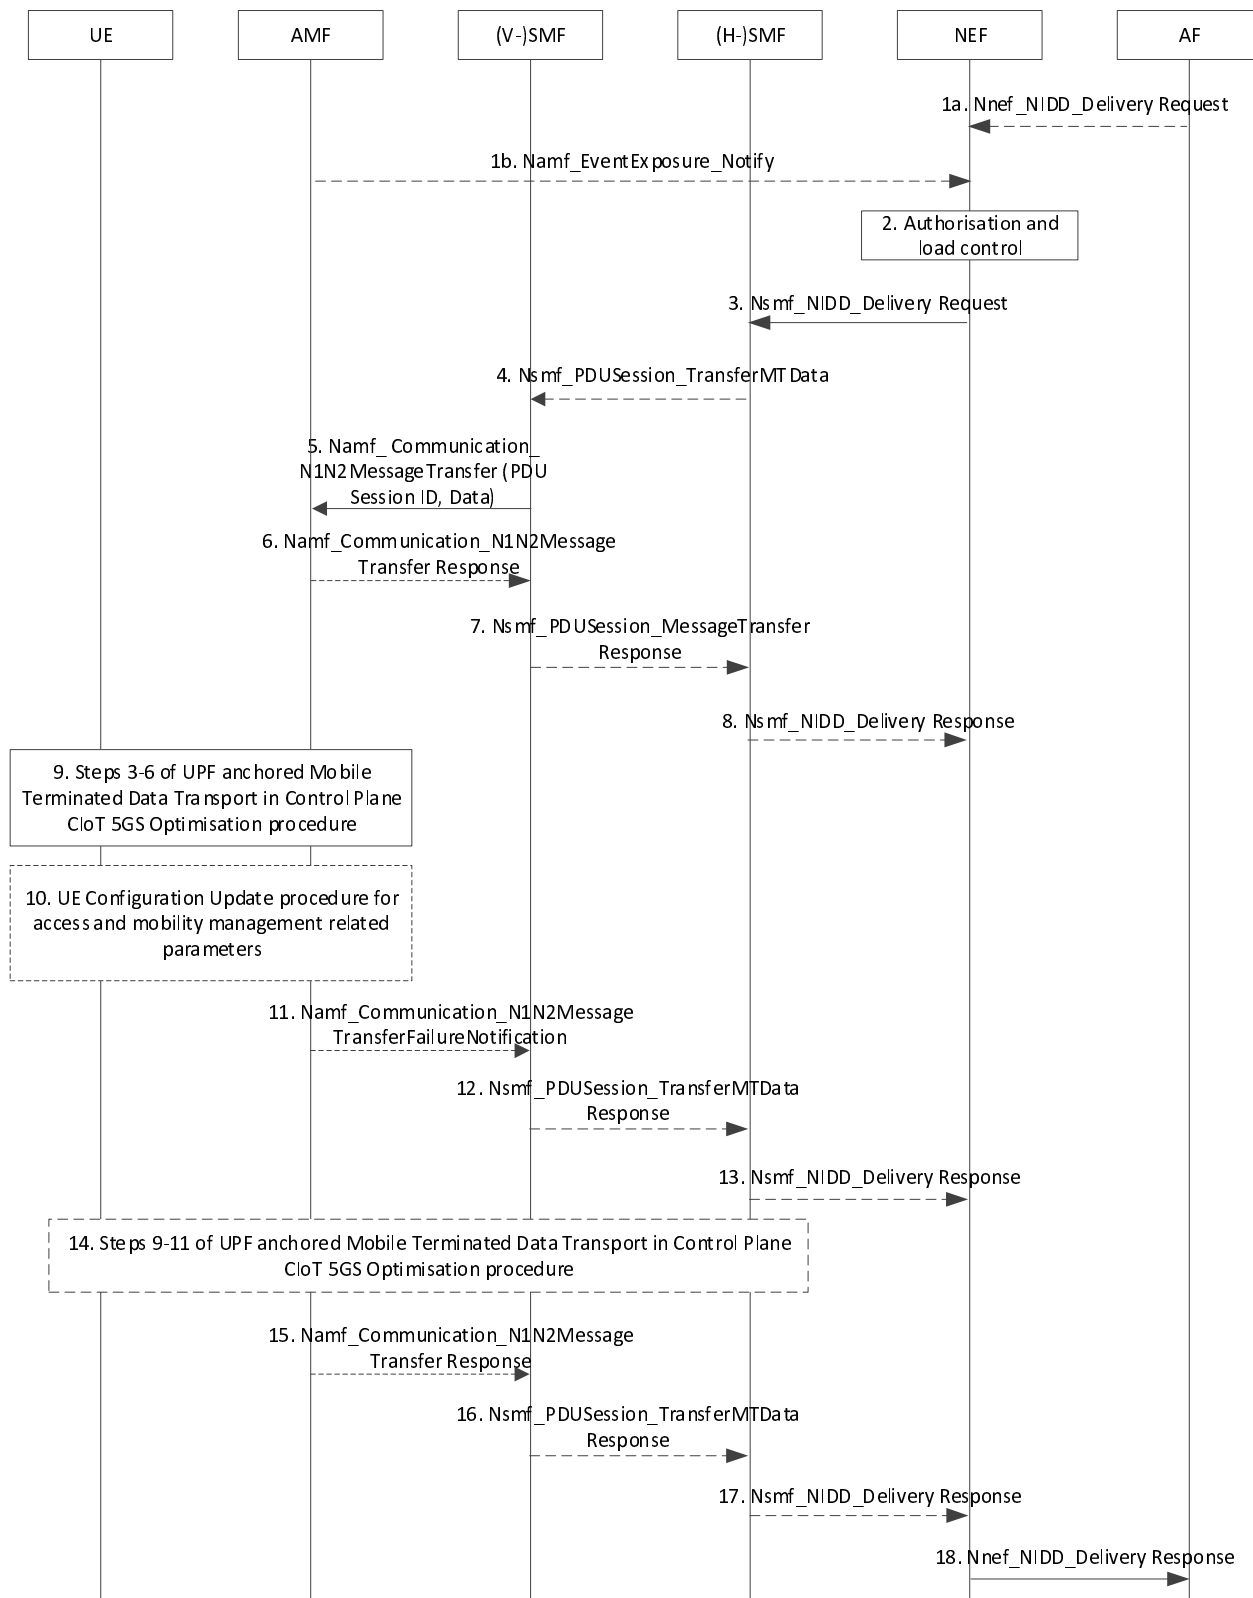 UE
AMF
(V-)SMF
(H-)SMF
NEF
AF
1a. Nnef_NIDD_Delivery Request
1b. Namf_EventExposure_Notify
2. Authorisation and
load control
3. Nsmf_NIDD_Delivery Request
4. Nsmf_PDUSession_TransferMTData
5. Namf_ Communication_
N1N2MessageTransfer (PDU
Session ID, Data)
6. Namf_Communication_N1N2Message
Transfer Response
7. Nsmf_PDUSession_MessageTransfer
Response
8. Nsmf_NIDD_Delivery Response
9. Steps 3-6 of UPF anchored Mobile
Terminated Data Transport in Control Plane
CIoT 5GS Optimisation procedure
10. UE Configuration Update procedure for
access and mobility management related
parameters
11. Namf_Communication_N1N2Message
TransferFailureNotification
12. Nsmf_PDUSession_TransferMTData
Response
13. Nsmf_NIDD_Delivery Response
14. Steps 9-11 of UPF anchored Mobile Terminated Data Transport in Control Plane
CIoT 5GS Optimisation procedure
15. Namf_Communication_N1N2Message
Transfer Response
16. Nsmf_PDUSession_TransferMTData
Response
17. Nsmf_NIDD_Delivery Response
18. Nnef_NIDD_Delivery Response